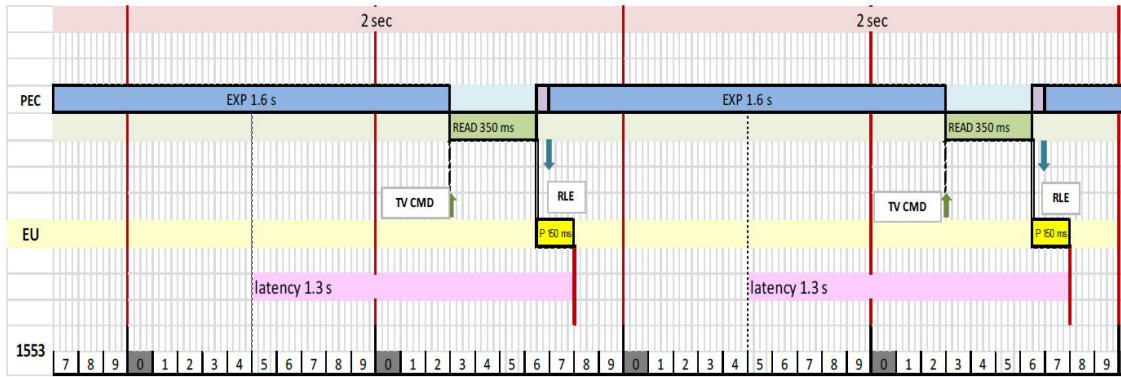 2 sec 2 sec
PEC EXP 1.6 s EXP 1.6 s
READ 350 ms READ 350 ms
TV CMD RLE TV CMD RLE
EU P 150 ms P 150 ms
latency 1.3 s latency 1.3 s
1553 7 8 9 0 1 2 3 4 5 6 7 8 9 0 1 2 3 4 5 6 7 8 9 0 1 2 3 4 5 6 7 8 9 0 1 2 3 4 5 6 7 8 9